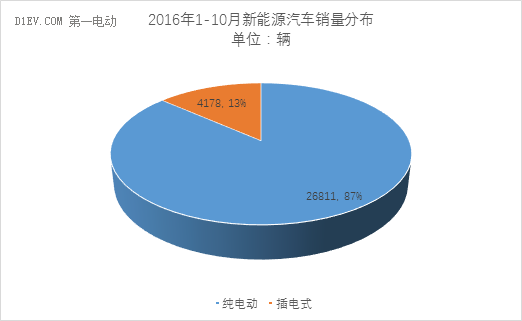 D1EV.COM 第一电动
2016年1-10月新能源汽车销量分布
单位：辆
4178, 13%
26811, 87%
纯电动 插电式